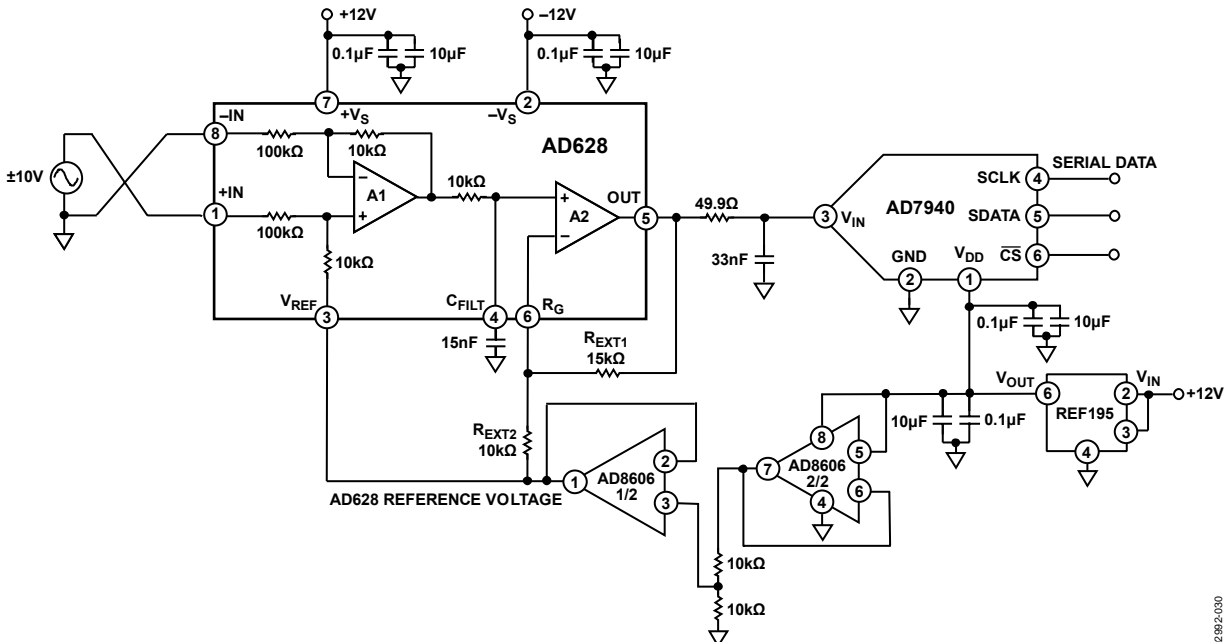 +12V
–12V
0.1µF
10µF
0.1µF
10µF
7
2
–IN
+VS
–VS
AD628
8
100kΩ
10kΩ
±10V
–
A1
+
10kΩ
+
A2
–
OUT
5
49.9Ω
3
VIN
AD7940
SERIAL DATA
SCLK
4
SDATA
5
CS
6
GND
VDD
2
1
+IN
1
100kΩ
10kΩ
33nF
VREF
CFILT
RG
3
4
6
15nF
REXT1
15kΩ
0.1µF
10µF
VOUT
VIN
6
2
+12V
REF195
3
4
10µF
0.1µF
REXT2
10kΩ
2
1
AD8606
1/2
3
8
5
7
AD8606
2/2
6
4
AD628 REFERENCE VOLTAGE
10kΩ
10kΩ
2992-030